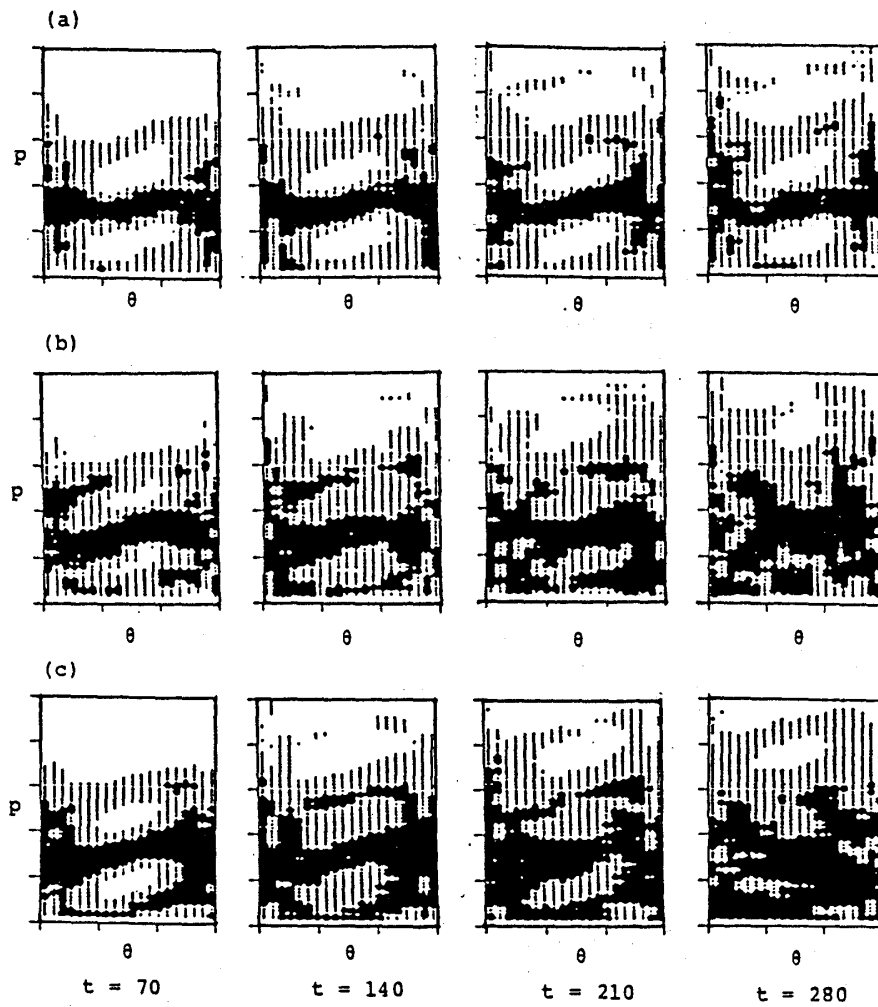 (a)
p
θ θ θ θ
(b)
p
θ θ θ θ
(c)
p
θ θ θ θ
t = 70 t = 140 t = 210 t = 280